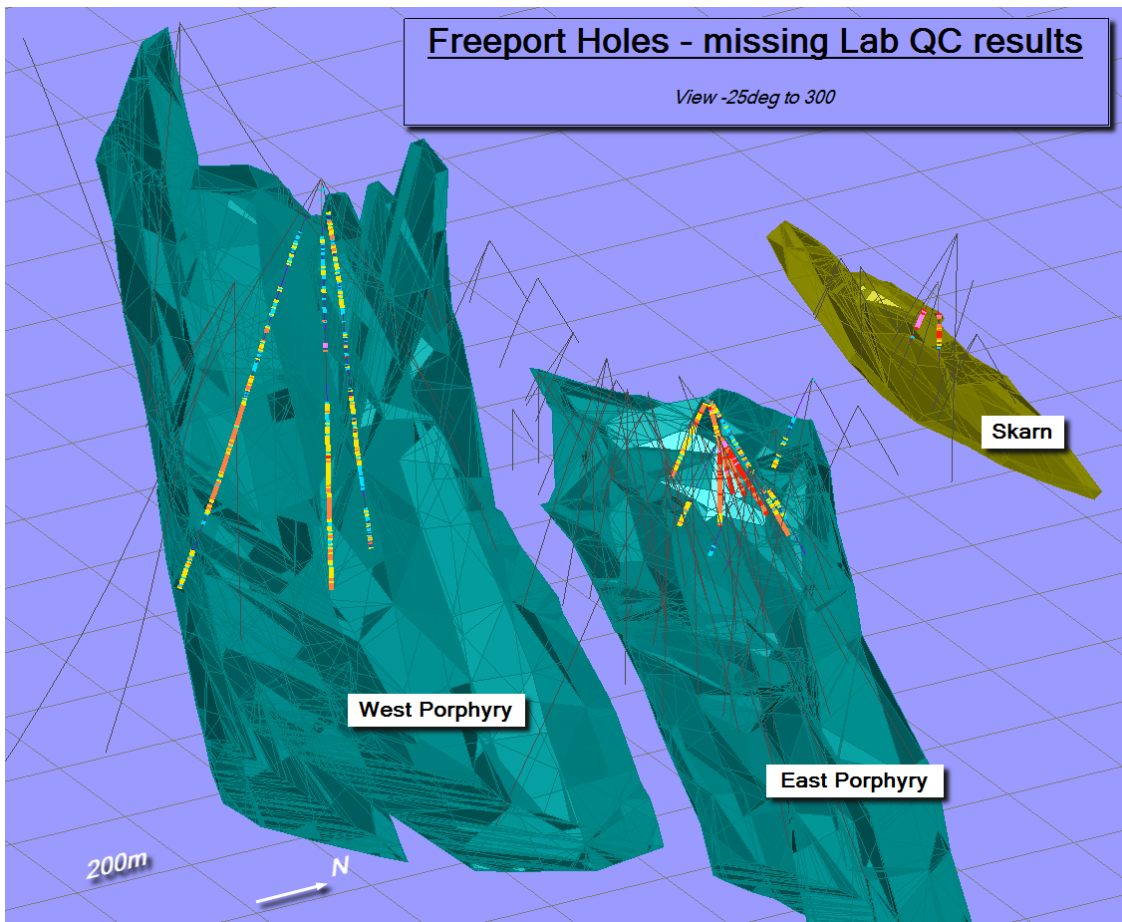 Freeport Holes - missing Lab QC results
View -25deg to 300
Skarn
West Porphyry
East Porphyry
200m
N